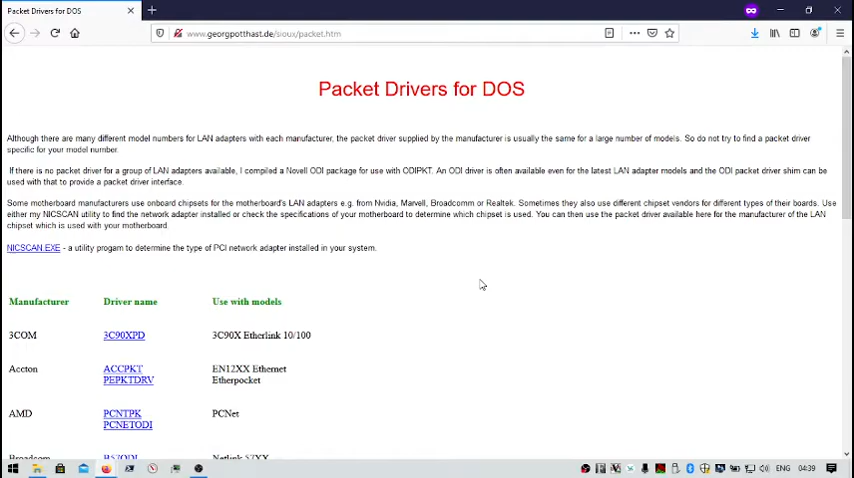 Packet Drivers for DOS
www.georgpotthast.de/sioux/packet.htm
Packet Drivers for DOS
Although there are many different model numbers for LAN adapters with each manufacturer, the packet driver supplied by the manufacturer is usually the same for a large number of models. So do not try to find a packet driver
specific for your model number.
If there is no packet driver for a group of LAN adapters available, I compiled a Novell ODI package for use with ODIPKT. An ODI driver is often available even for the latest LAN adapter models and the ODI packet driver shim can be
used with that to provide a packet driver interface.
Some motherboard manufacturers use onboard chipsets for the motherboard's LAN adapters e.g. from Nvidia, Marvell, Broadcomm or Realtek. Sometimes they also use different chipset vendors for different types of their boards. Use
either my NICSCAN utility to find the network adapter installed or check the specifications of your motherboard to determine which chipset is used. You can then use the packet driver available here for the manufacturer of the LAN
chipset which is used with your motherboard.
NICSCAN.EXE - a utility progam to determine the type of PCI network adapter installed in your system.
Manufacturer Driver name Use with models
3COM 3C90XPD 3C90X Etherlink 10/100
Accton ACCPKT EN12XX Ethernet
PEPKTDRV Etherpocket
AMD PCNTPK PCNet
PCNETODI
Broadcom B57ODI Netlink 57XX
ENG 04:39